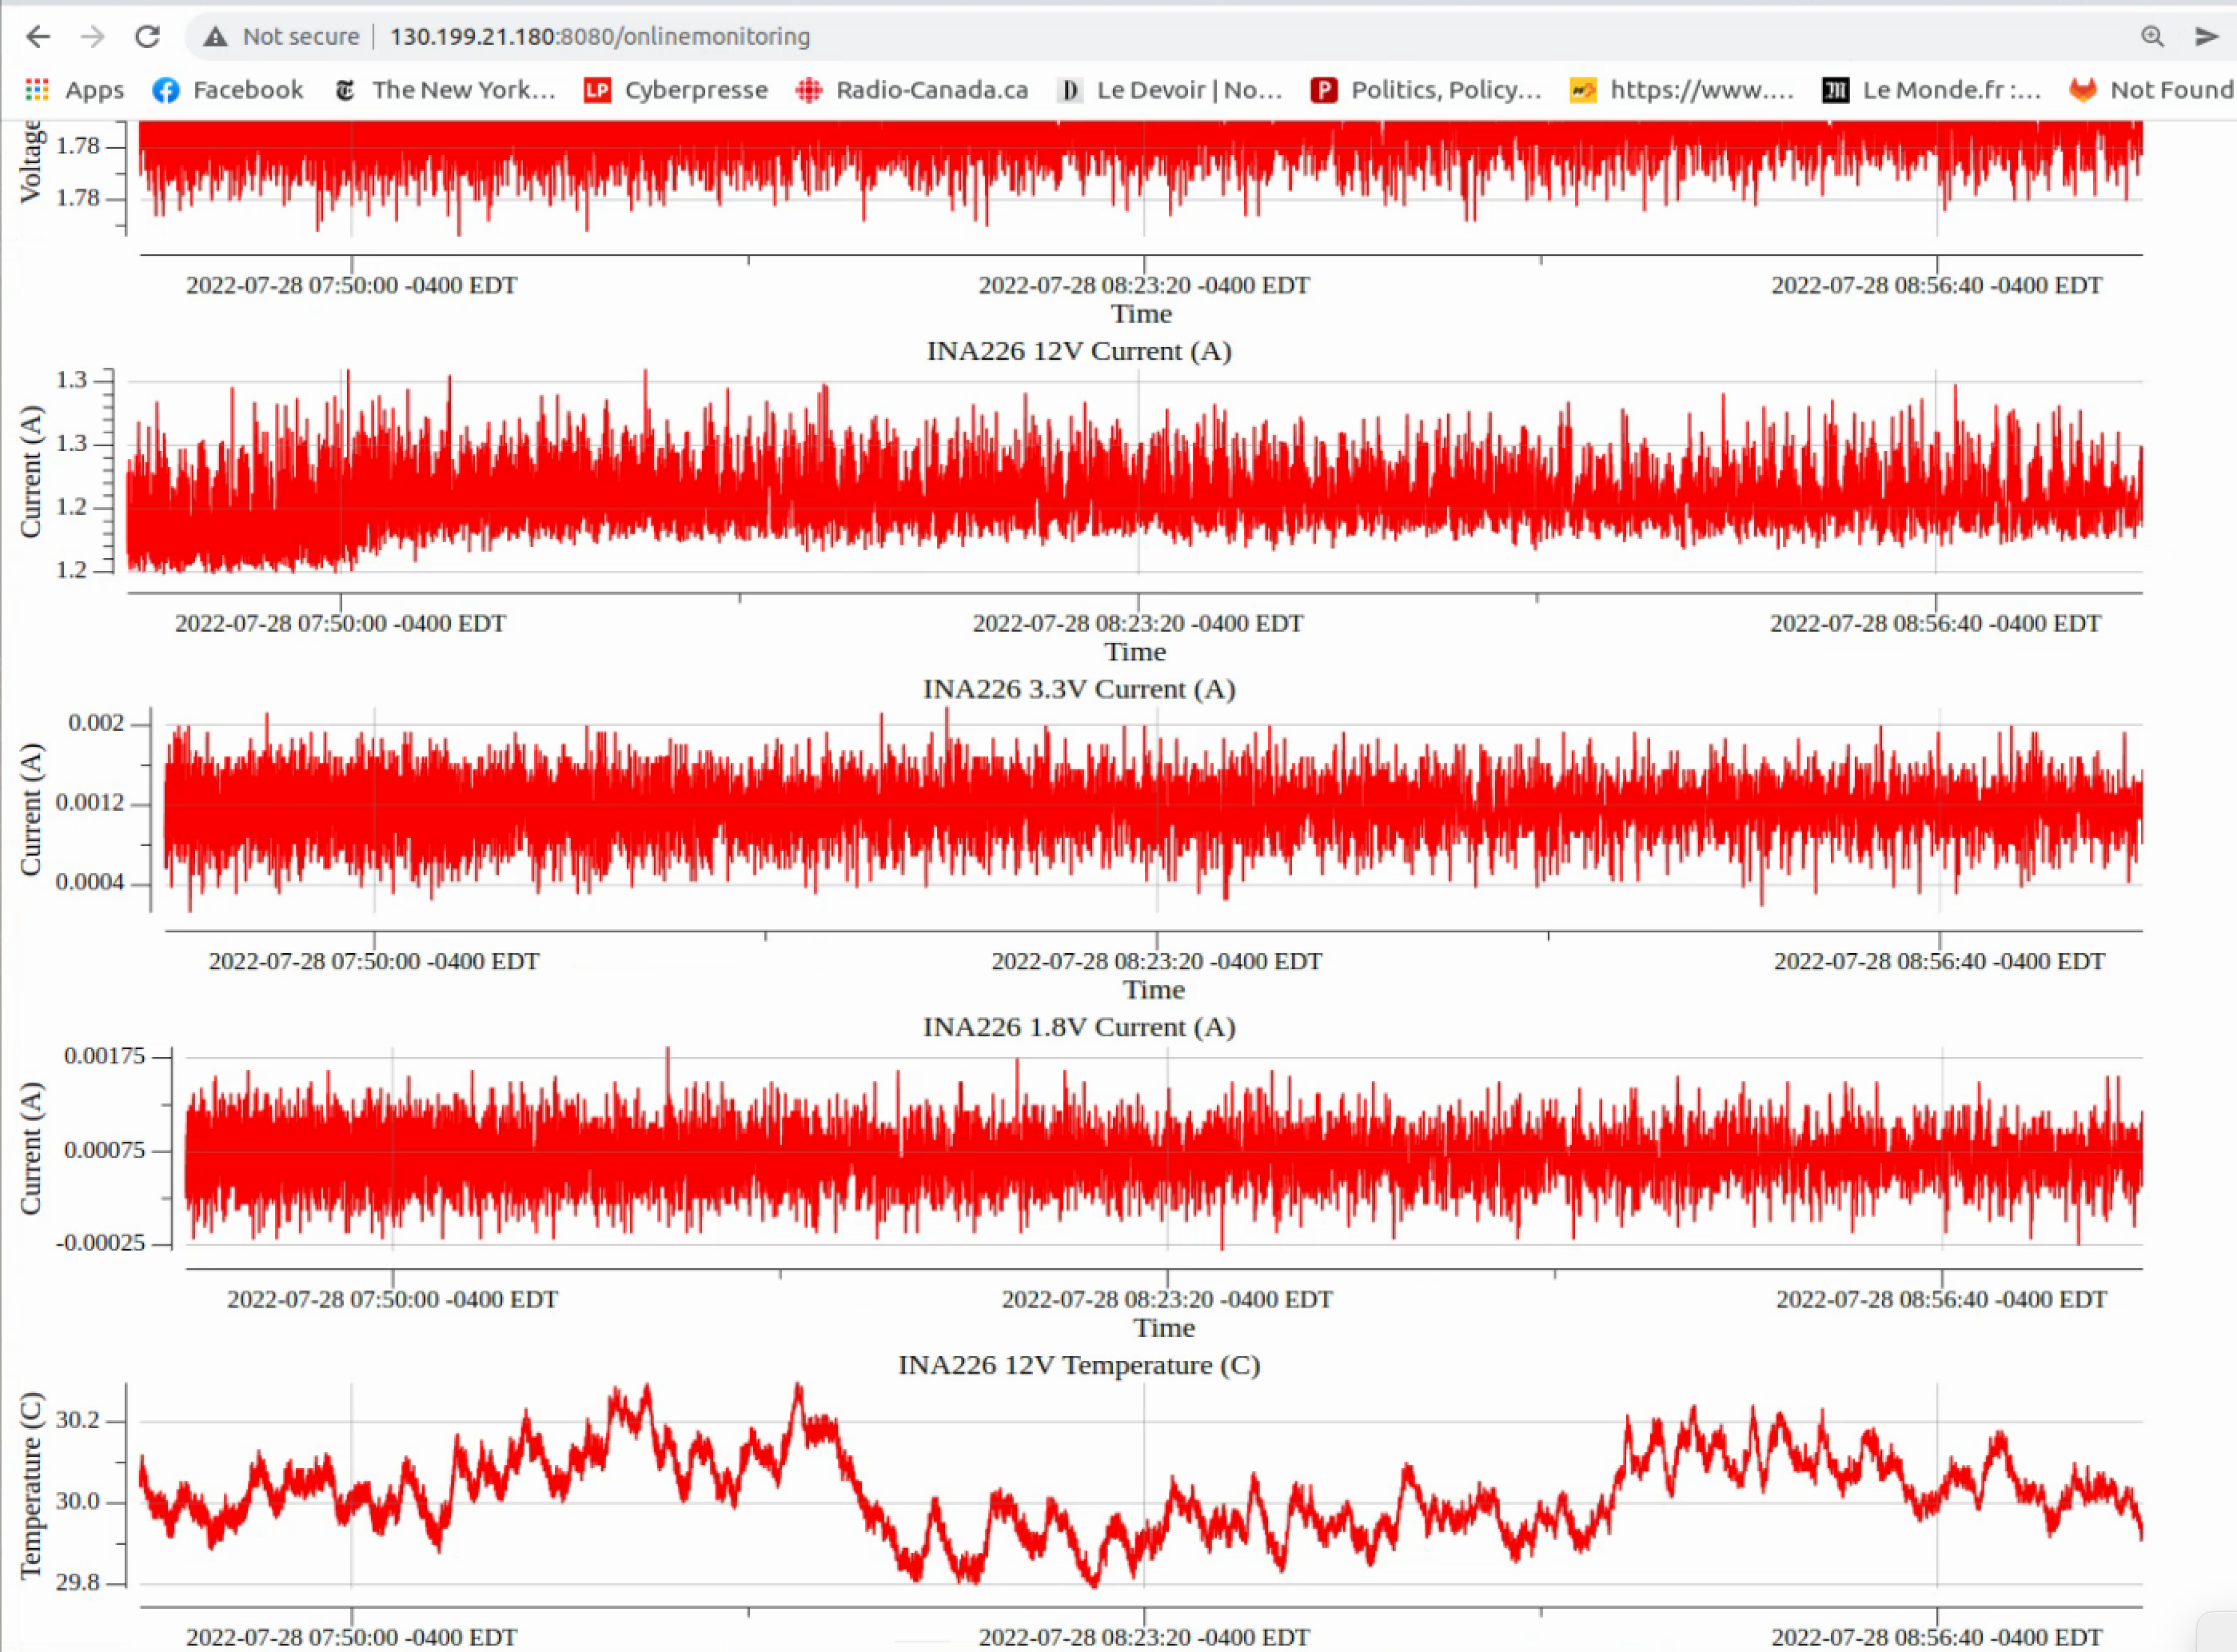 Not secure | 130.199.21.180:8080/onlinemonitoring
Apps Facebook The New York... LP Cyberpresse Radio-Canada.ca D Le Devoir | No... P Politics, Policy... https://www.... Le Monde.fr :... Not Found
Voltage
1.78
1.78
2022-07-28 07:50:00 -0400 EDT 2022-07-28 08:23:20 -0400 EDT 2022-07-28 08:56:40 -0400 EDT
Time
INA226 12V Current (A)
Current (A)
1.3
1.3
1.2
1.2
2022-07-28 07:50:00 -0400 EDT 2022-07-28 08:23:20 -0400 EDT 2022-07-28 08:56:40 -0400 EDT
Time
INA226 3.3V Current (A)
Current (A)
0.002
0.0012
0.0004
2022-07-28 07:50:00 -0400 EDT 2022-07-28 08:23:20 -0400 EDT 2022-07-28 08:56:40 -0400 EDT
Time
INA226 1.8V Current (A)
Current (A)
0.00175
0.00075
-0.00025
2022-07-28 07:50:00 -0400 EDT 2022-07-28 08:23:20 -0400 EDT 2022-07-28 08:56:40 -0400 EDT
Time
INA226 12V Temperature (C)
Temperature (C)
30.2
30.0
29.8
2022-07-28 07:50:00 -0400 EDT 2022-07-28 08:23:20 -0400 EDT 2022-07-28 08:56:40 -0400 EDT